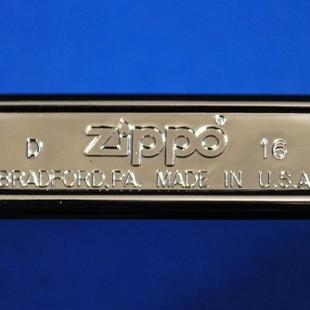 D zippo 16
BRADFORD,PA. MADE IN U.S.A